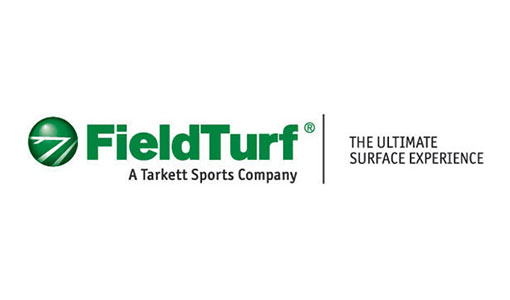 FieldTurf®
A Tarkett Sports Company
THE ULTIMATE
SURFACE EXPERIENCE